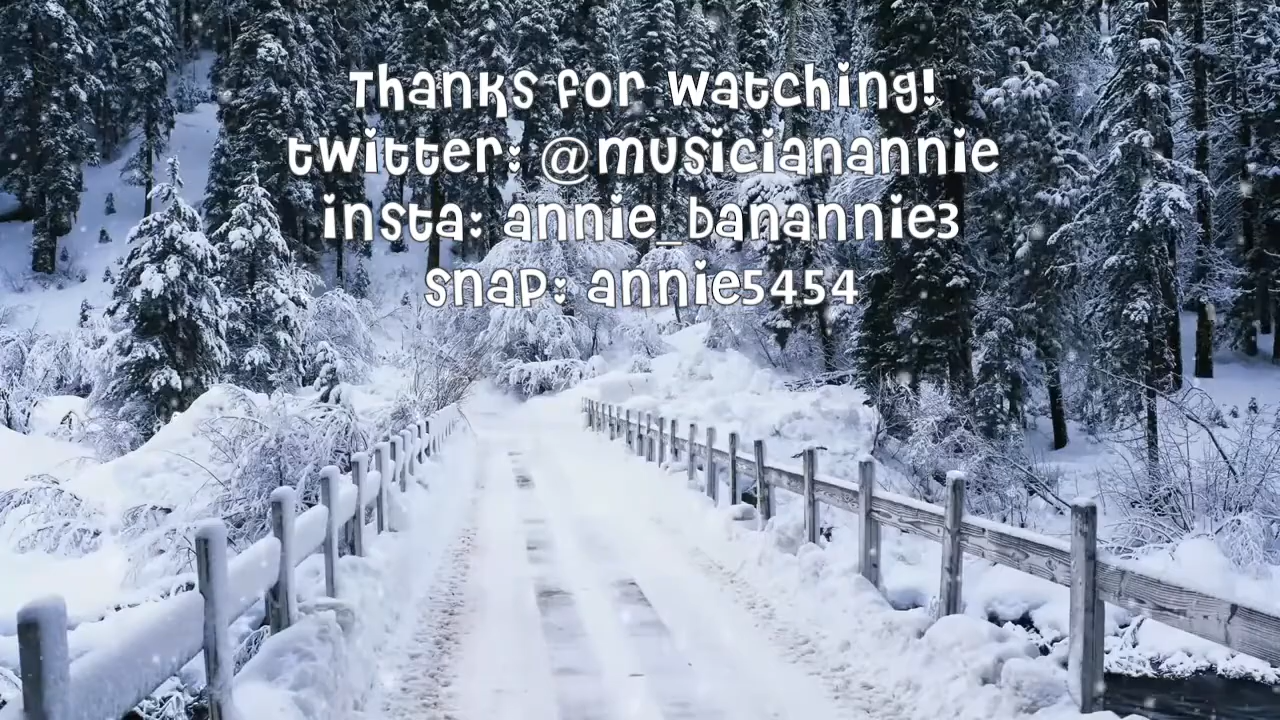 Thanks for watching!
twitter: @musicianannie
insta: annie_banannie3
snap: annie5454